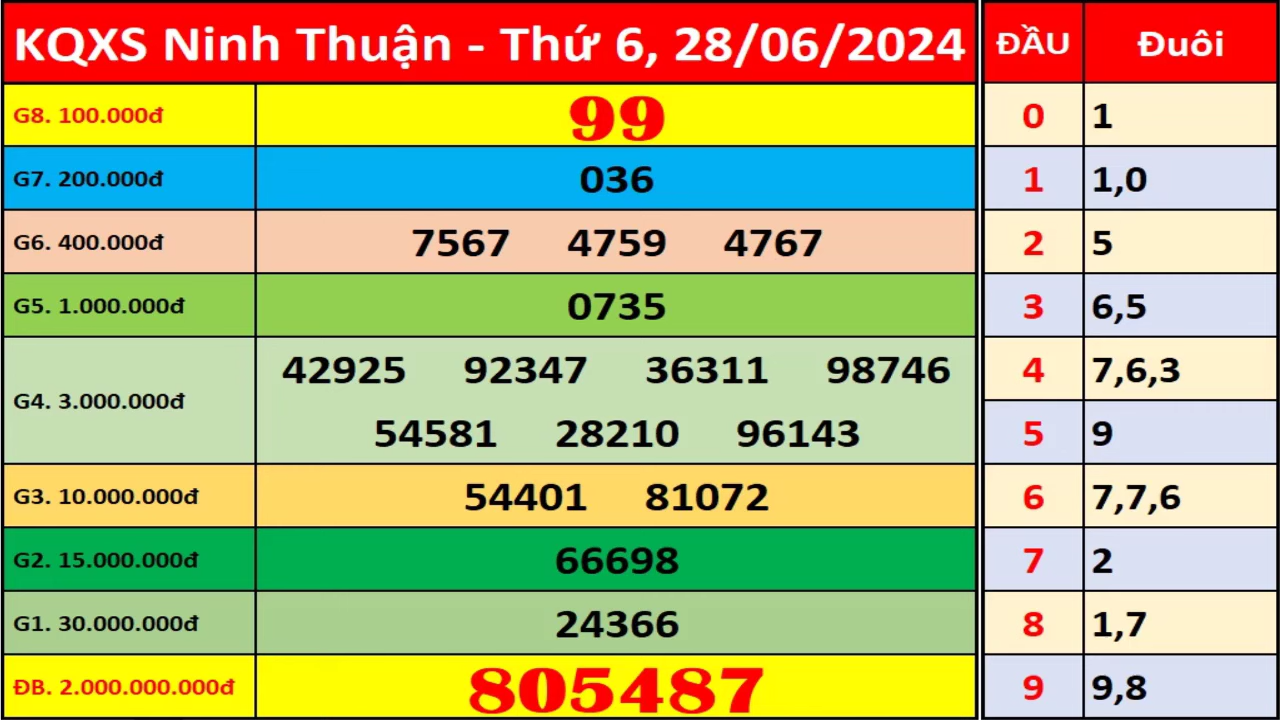 KQXS Ninh Thuận - Thứ 6, 28/06/2024 ĐẦU Đuôi
G8. 100.000đ 99 0 1
G7. 200.000đ 036 1 1,0
G6. 400.000đ 7567 4759 4767 2 5
G5. 1.000.000đ 0735 3 6,5
G4. 3.000.000đ 42925 92347 36311 98746 4 7,6,3
54581 28210 96143 5 9
G3. 10.000.000đ 54401 81072 6 7,7,6
G2. 15.000.000đ 66698 7 2
G1. 30.000.000đ 24366 8 1,7
ĐB. 2.000.000.000đ 805487 9 9,8